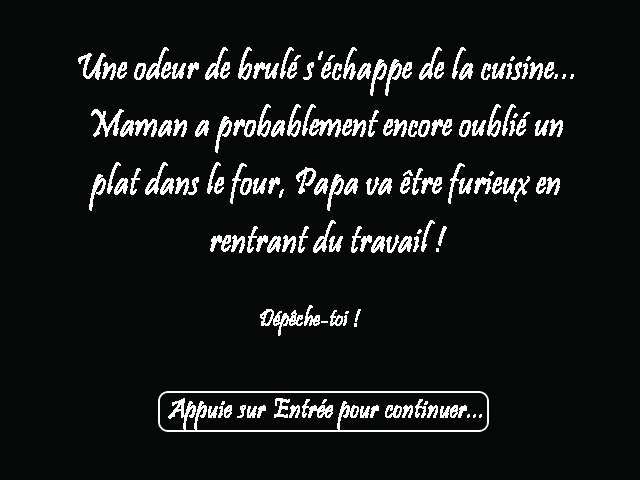 Une odeur de brulé s'échappe de la cuisine...
Maman a probablement encore oublié un
plat dans le four, Papa va être furieux en
rentrant du travail !
Dépêche-toi !
Appuie sur Entrée pour continuer...